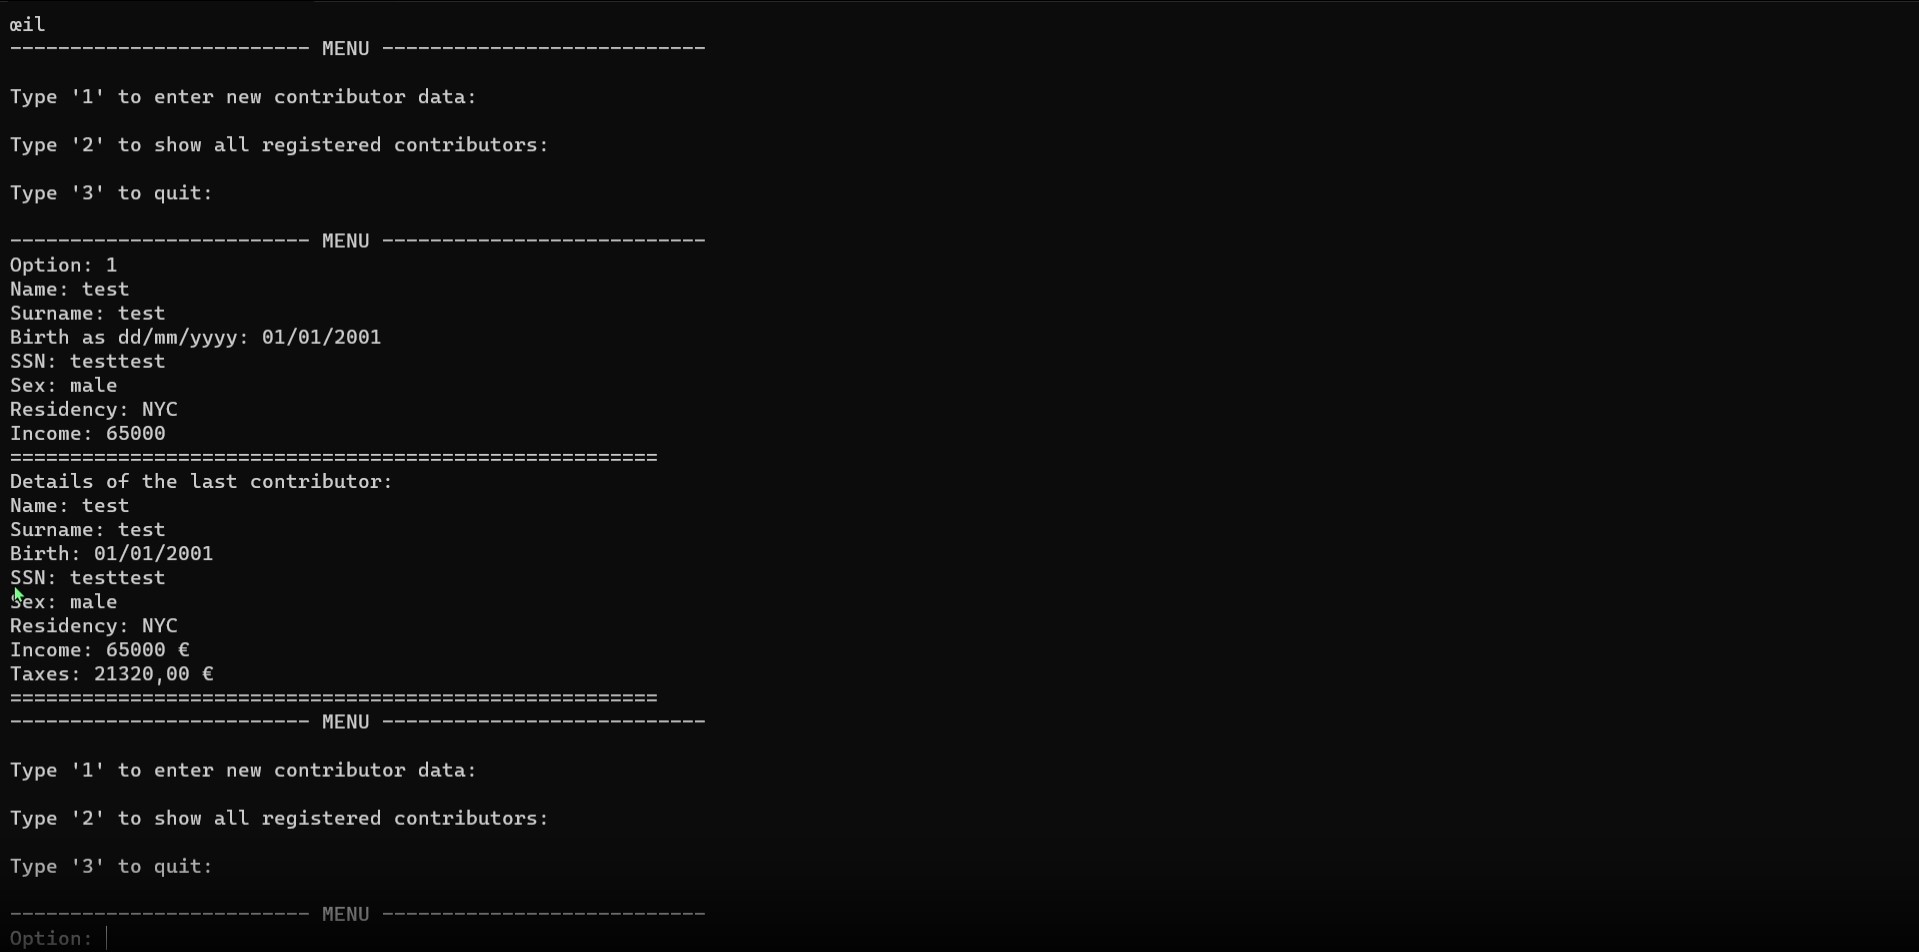 œil
------------------------- MENU ---------------------------
Type '1' to enter new contributor data:
Type '2' to show all registered contributors:
Type '3' to quit:
------------------------- MENU ---------------------------
Option: 1
Name: test
Surname: test
Birth as dd/mm/yyyy: 01/01/2001
SSN: testtest
Sex: male
Residency: NYC
Income: 65000
======================================================
Details of the last contributor:
Name: test
Surname: test
Birth: 01/01/2001
SSN: testtest
Sex: male
Residency: NYC
Income: 65000 €
Taxes: 21320,00 €
======================================================
------------------------- MENU ---------------------------
Type '1' to enter new contributor data:
Type '2' to show all registered contributors:
Type '3' to quit:
------------------------- MENU ---------------------------
Option: